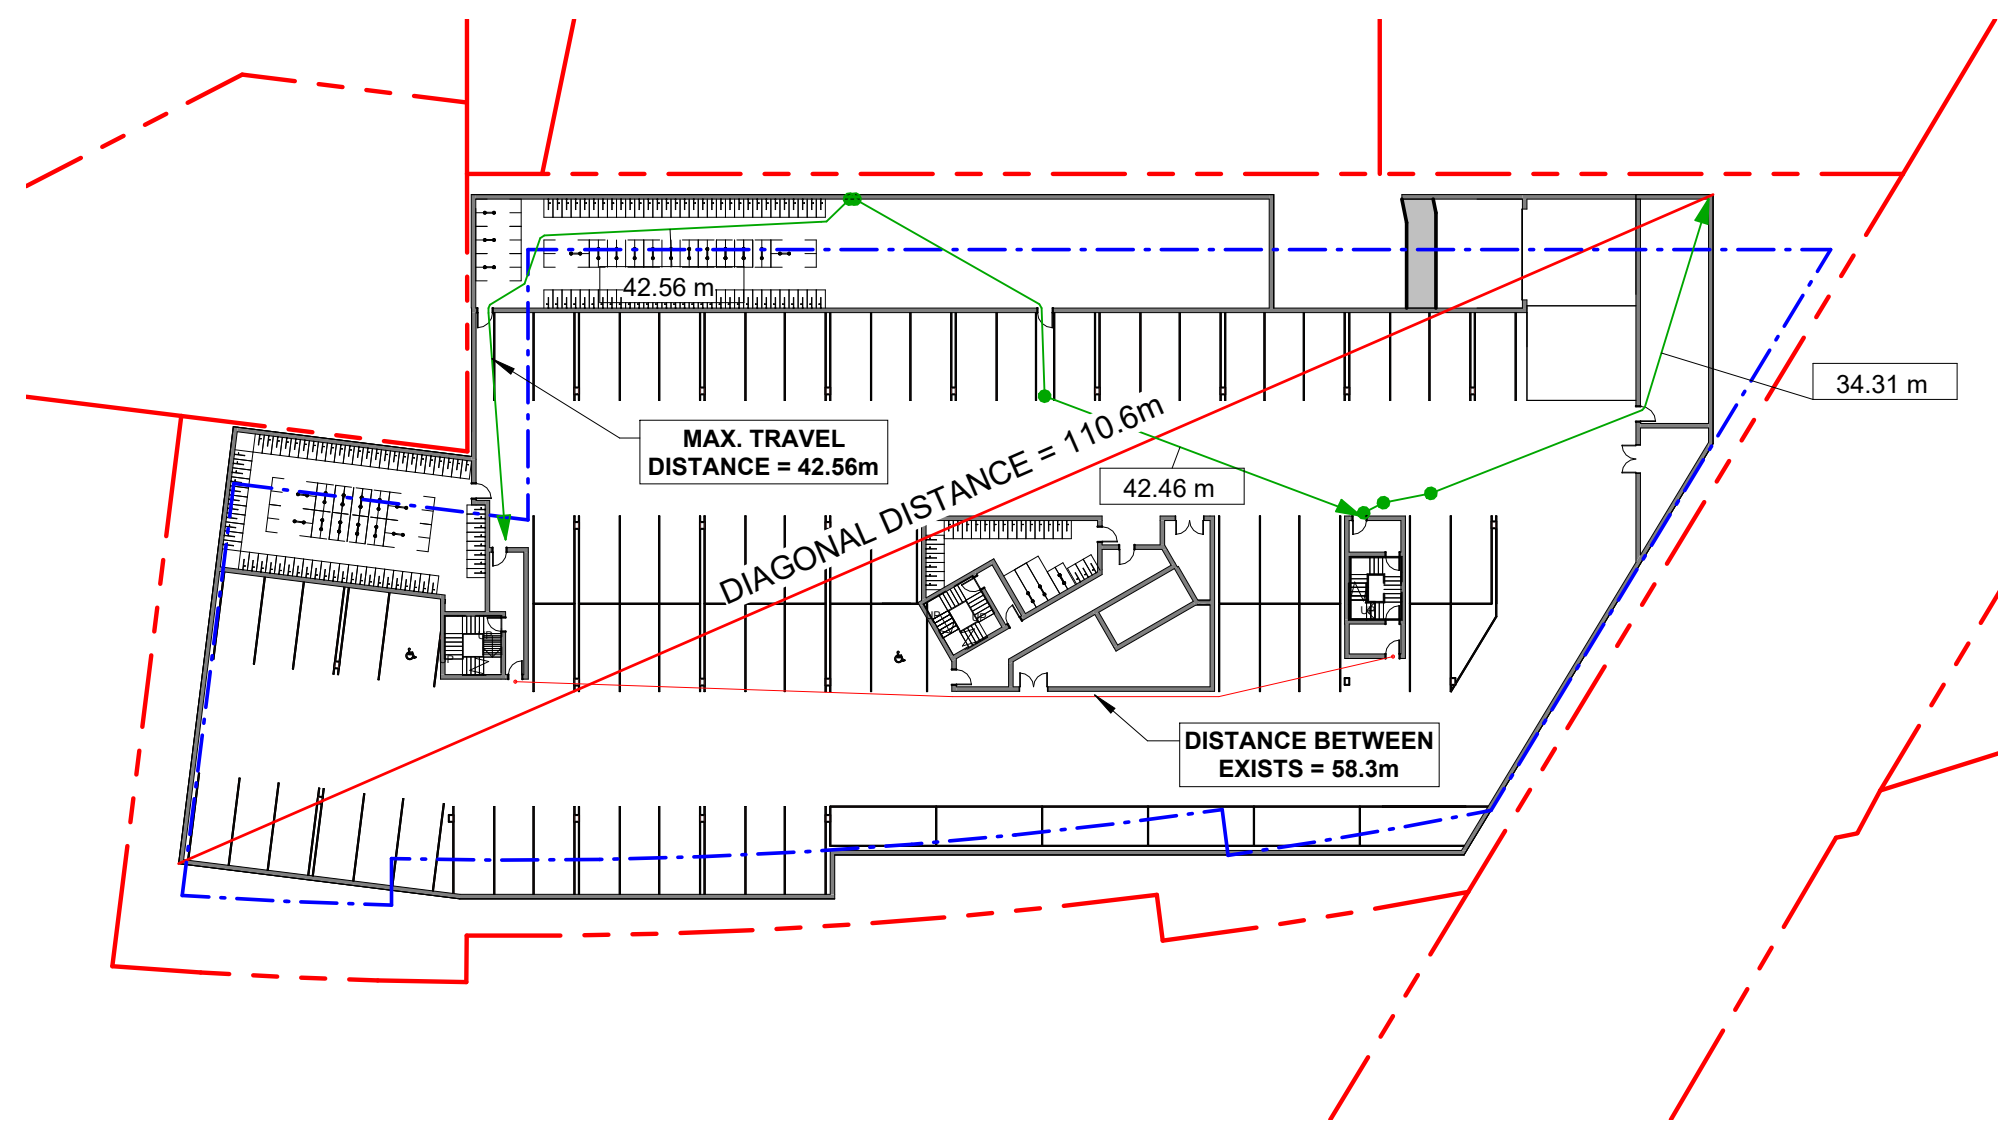 42.56 m
34.31 m
MAX. TRAVEL
DISTANCE = 42.56m
DIAGONAL DISTANCE = 110.6m
42.46 m
DISTANCE BETWEEN
EXISTS = 58.3m